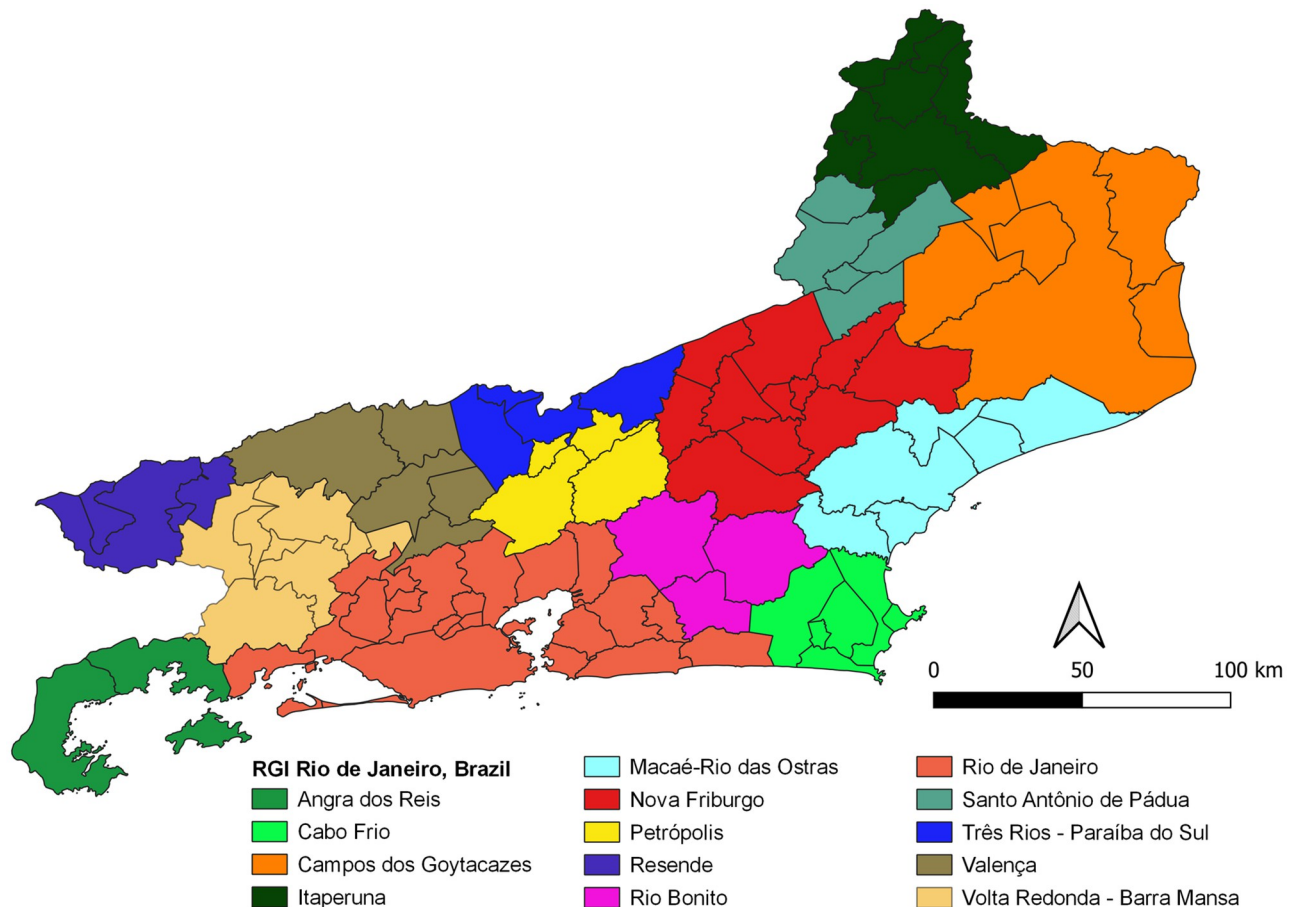 0 50 100 km
RGI Rio de Janeiro, Brazil
Angra dos Reis
Cabo Frio
Campos dos Goytacazes
Itaperuna
Macaé-Rio das Ostras
Nova Friburgo
Petrópolis
Resende
Rio Bonito
Rio de Janeiro
Santo Antônio de Pádua
Três Rios - Paraíba do Sul
Valença
Volta Redonda - Barra Mansa